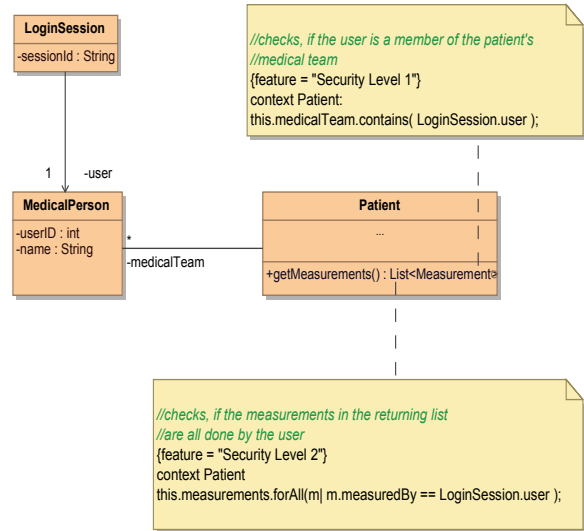 LoginSession
-sessionId : String
//checks, if the user is a member of the patient's
//medical team
{feature = "Security Level 1"}
context Patient:
this.medicalTeam.contains( LoginSession.user );
1 -user
MedicalPerson
-userID : int
-name : String
*
-medicalTeam
Patient
...
+getMeasurements() : List<Measurement>
//checks, if the measurements in the returning list
//are all done by the user
{feature = "Security Level 2"}
context Patient
this.measurements.forAll(m| m.measuredBy == LoginSession.user );